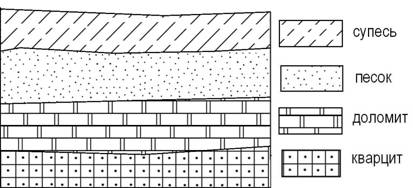 супесь
песок
доломит
кварцит